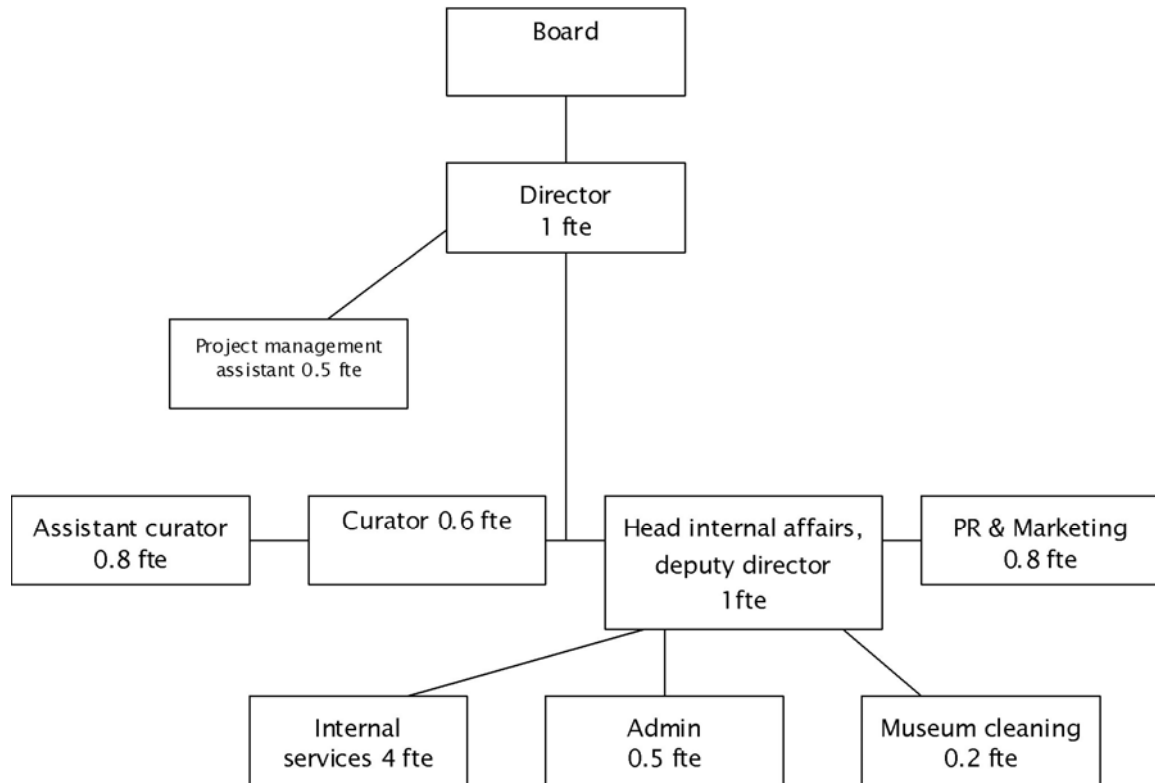 Board
Director
1 fte
Project management
assistant 0.5 fte
Assistant curator
0.8 fte
Curator 0.6 fte
Head internal affairs,
deputy director
1fte
PR & Marketing
0.8 fte
Internal
services 4 fte
Admin
0.5 fte
Museum cleaning
0.2 fte